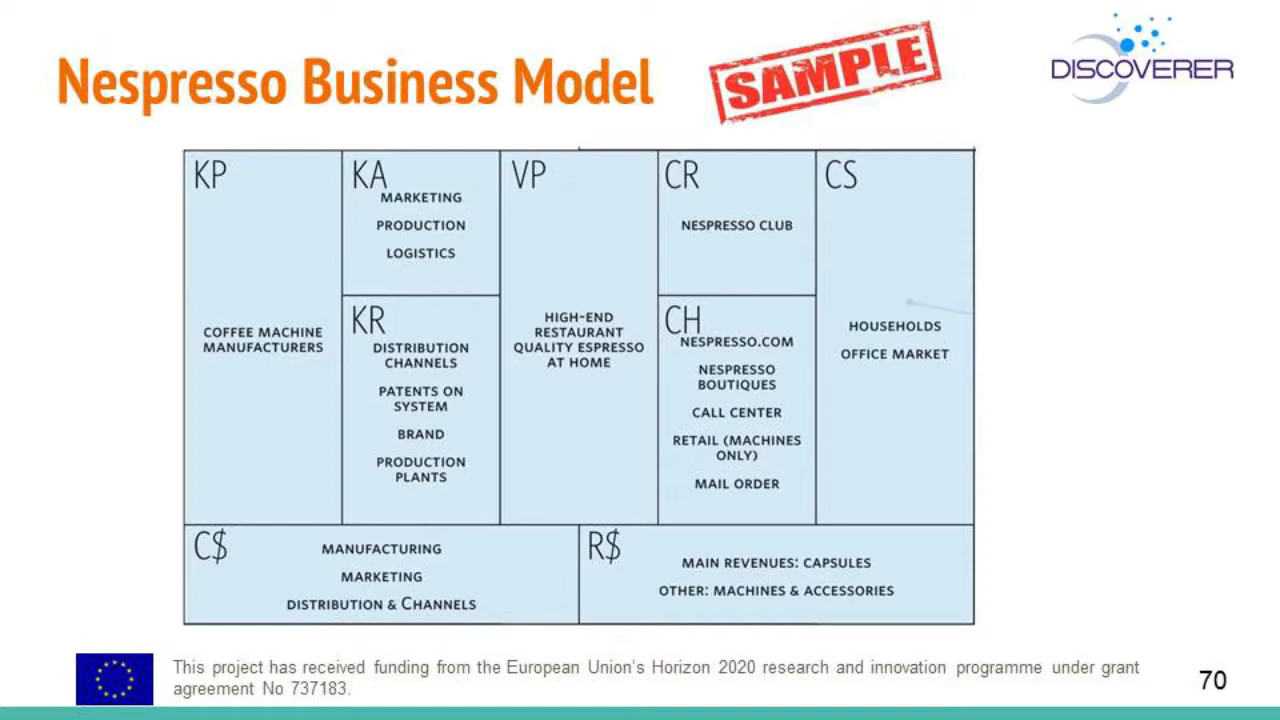 Nespresso Business Model
SAMPLE
DISCOVERER
KP
COFFEE MACHINE
MANUFACTURERS
KA
MARKETING
PRODUCTION
LOGISTICS
KR
DISTRIBUTION
CHANNELS
PATENTS ON
SYSTEM
BRAND
PRODUCTION
PLANTS
VP
HIGH-END
RESTAURANT
QUALITY ESPRESSO
AT HOME
CR
NESPRESSO CLUB
CH
NESPRESSO.COM
NESPRESSO
BOUTIQUES
CALL CENTER
RETAIL (MACHINES
ONLY)
MAIL ORDER
CS
HOUSEHOLDS
OFFICE MARKET
C$
MANUFACTURING
MARKETING
DISTRIBUTION & CHANNELS
R$
MAIN REVENUES: CAPSULES
OTHER: MACHINES & ACCESSORIES
This project has received funding from the European Union's Horizon 2020 research and innovation programme under grant
agreement No 737183.
70